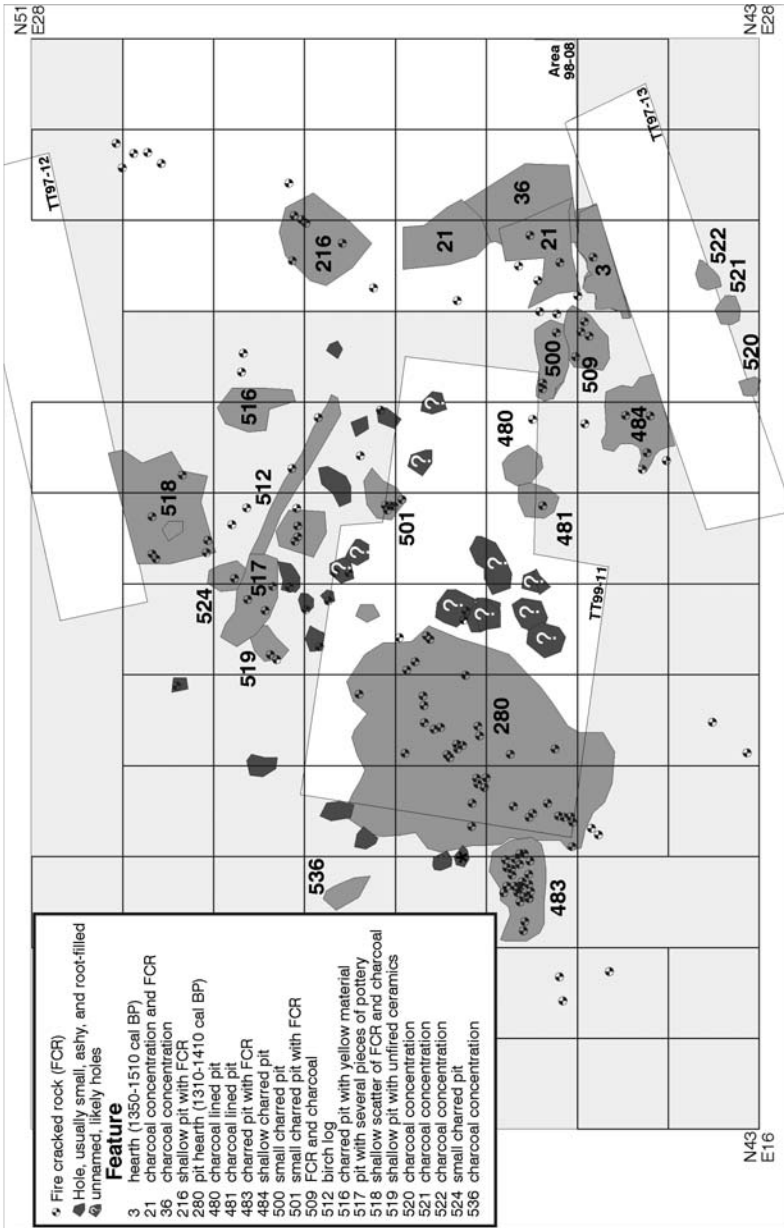 Fire cracked rock (FCR)
Hole, usually small, ashy, and root-filled
? unnamed, likely holes
Feature
3 hearth (1350-1510 cal BP)
21 charcoal concentration and FCR
36 charcoal concentration
216 shallow pit with FCR
280 pit hearth (1310-1410 cal BP)
480 charcoal lined pit
481 charcoal lined pit
483 charred pit with FCR
484 shallow charred pit
500 small charred pit
501 small charred pit with FCR
509 FCR and charcoal
512 birch log
516 charred pit with yellow material
517 pit with several pieces of pottery
518 shallow scatter of FCR and charcoal
519 shallow pit with unfired ceramics
520 charcoal concentration
521 charcoal concentration
522 charcoal concentration
524 small charred pit
536 charcoal concentration
N51
E28
N43
E28
N43
E16
TT97-12
TT97-13
TT99-11
Area
98-08
518
516
216
524
517
512
519
501
536
280
483
480
481
500
509
484
21
21
36
3
520
521
522
?
?
?
?
?
?
?
?
?
?
*